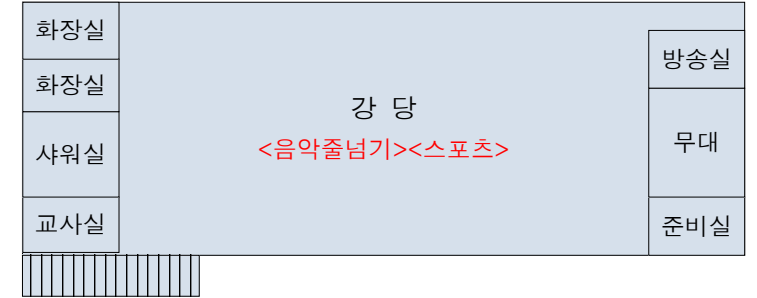 화장실
화장실
샤워실
교사실
강 당
<음악줄넘기><스포츠>
방송실
무대
준비실